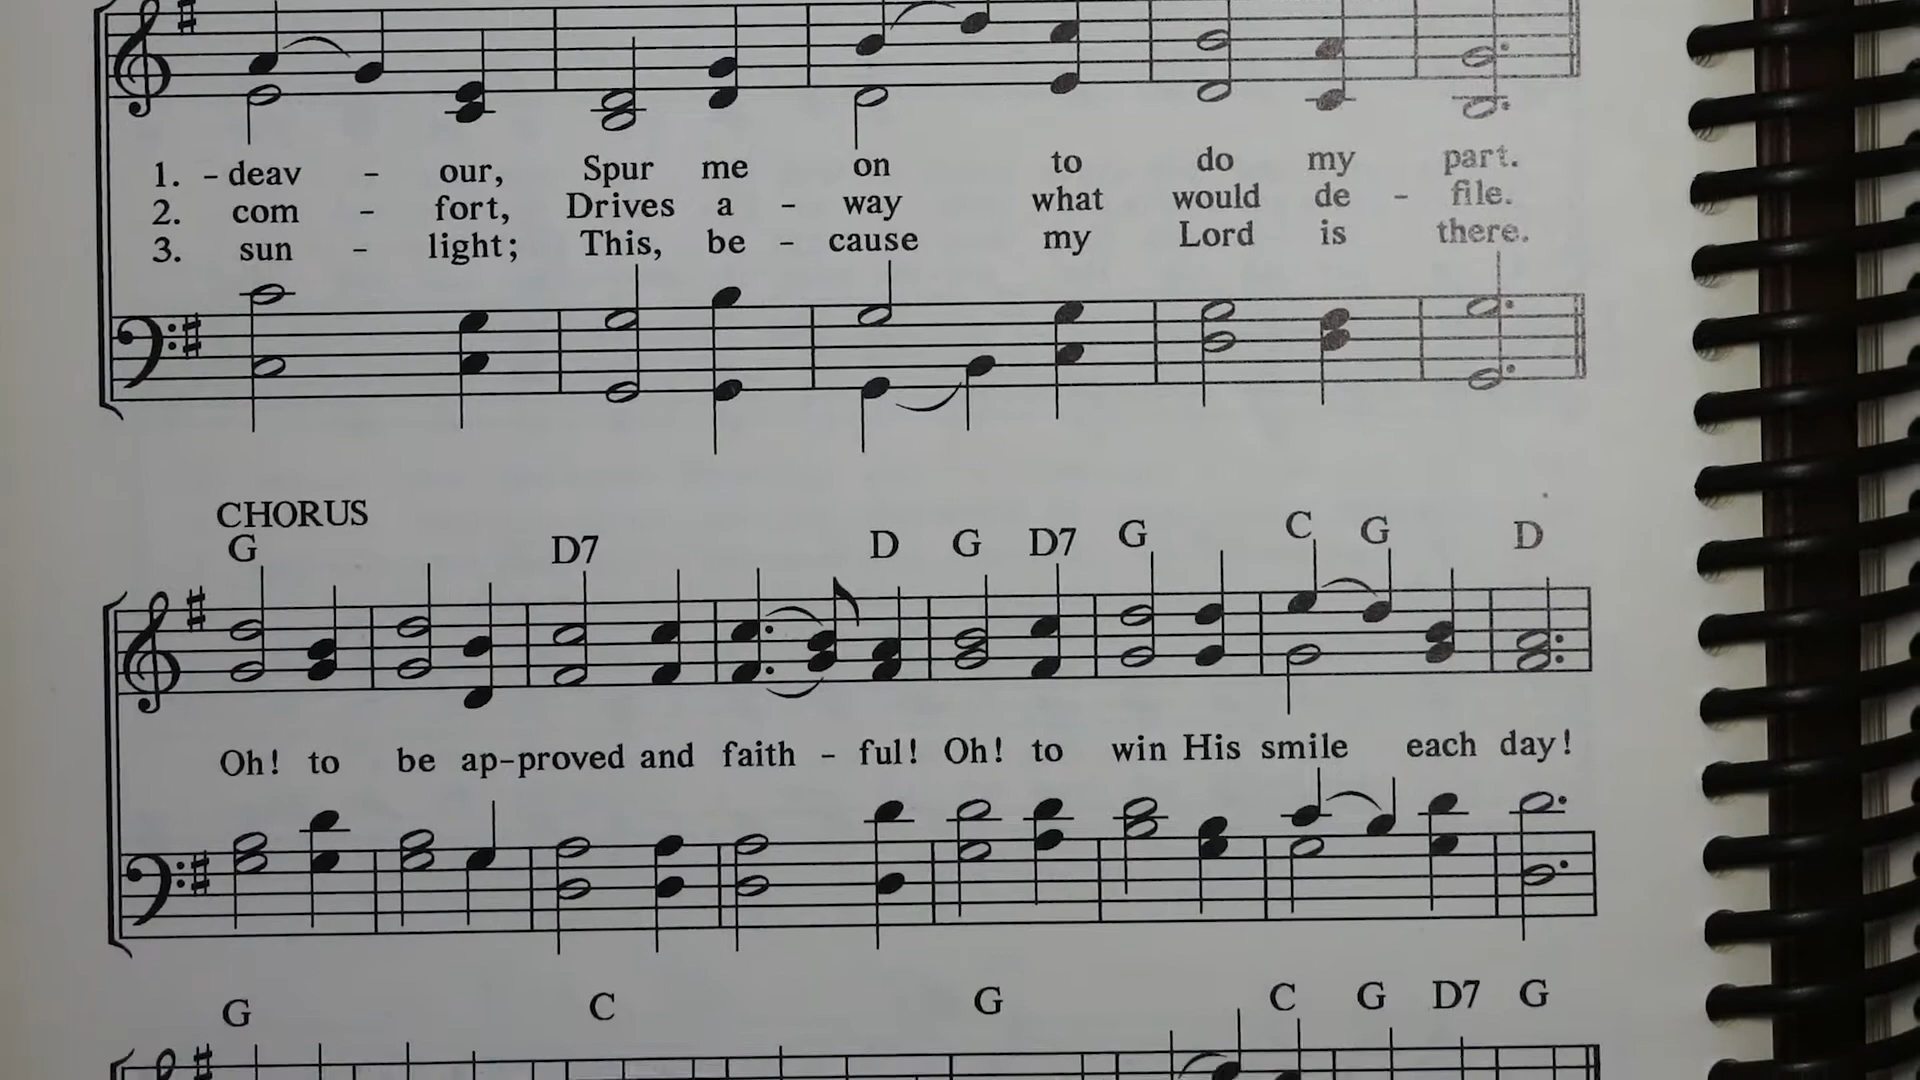 1. - deav - our, Spur me on to do my part.
2. com - fort, Drives a - way what would de - file.
3. sun - light; This, be - cause my Lord is there.
CHORUS
G D7 D G D7 G C G D
Oh! to be ap-proved and faith - ful! Oh! to win His smile each day!
G C G C G D7 G